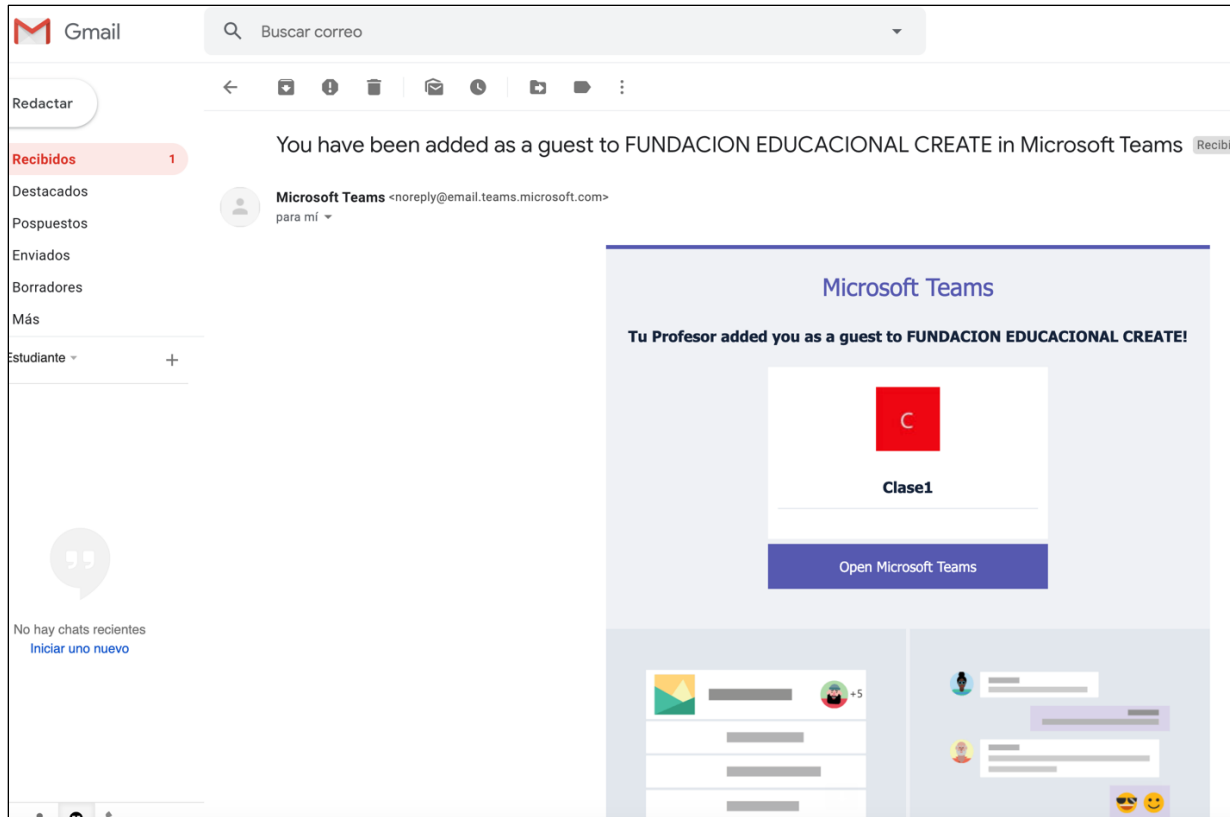 Gmail
Buscar correo
Redactar
Recibidos 1
Destacados
Pospuestos
Enviados
Borradores
Más
Estudiante
No hay chats recientes
Iniciar uno nuevo
You have been added as a guest to FUNDACION EDUCACIONAL CREATE in Microsoft Teams
Microsoft Teams <noreply@email.teams.microsoft.com>
para mí
Microsoft Teams
Tu Profesor added you as a guest to FUNDACION EDUCACIONAL CREATE!
C
Clase1
Open Microsoft Teams
+5